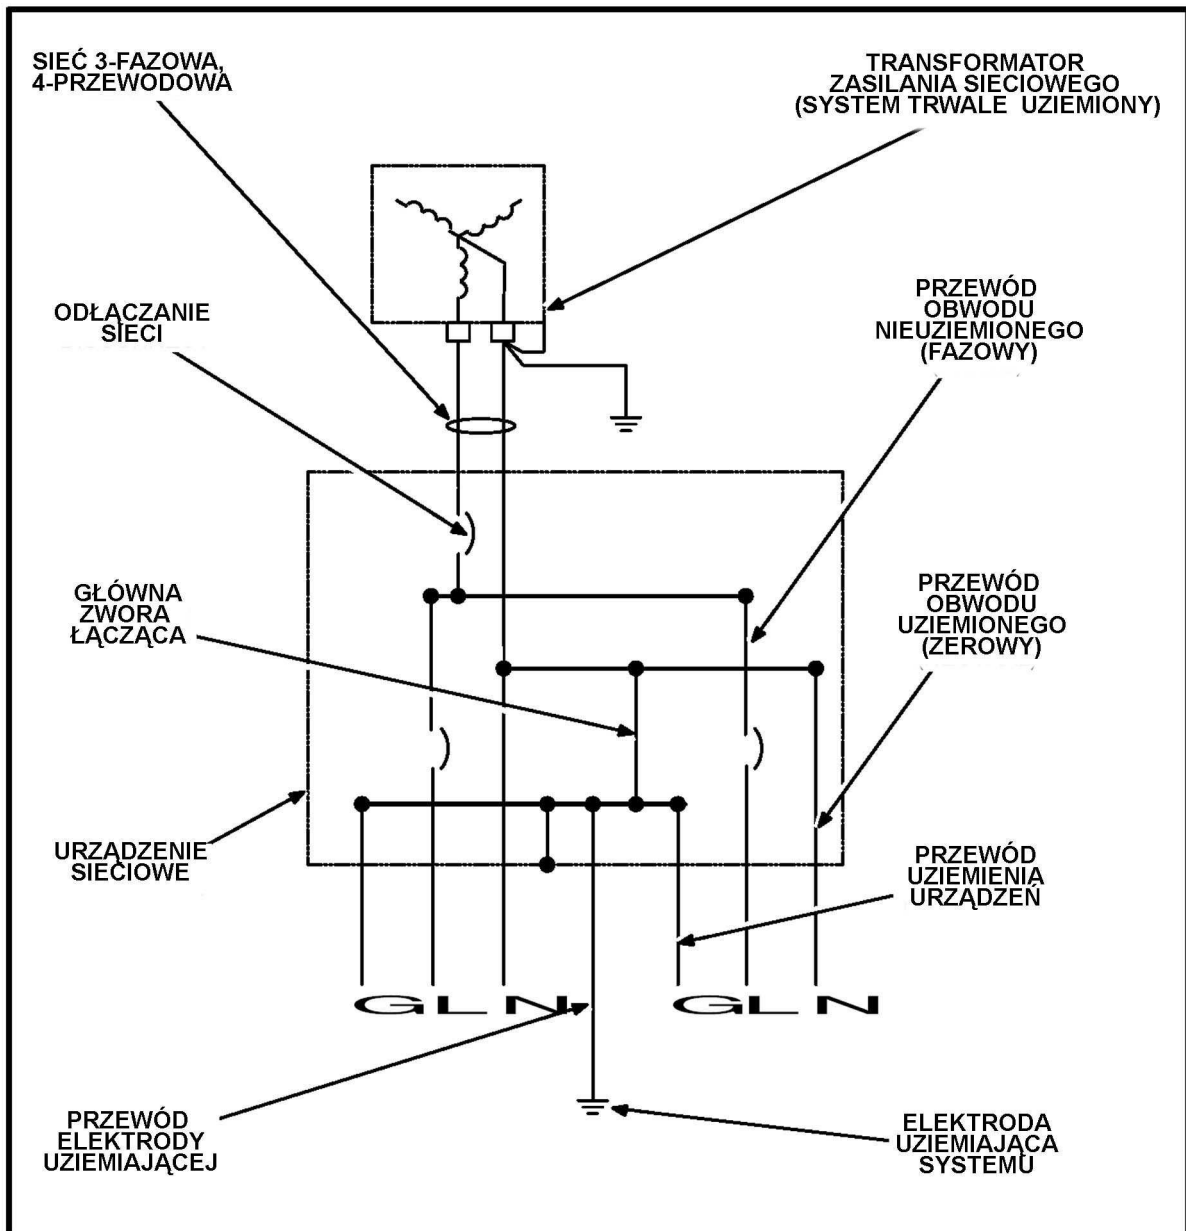 SIEĆ 3-FAZOWA,
4-PRZEWODOWA
TRANSFORMATOR
ZASILANIA SIECIOWEGO
(SYSTEM TRWALE UZIEMIONY)
ODŁĄCZANIE
SIECI
PRZEWÓD
OBWODU
NIEUZIEMIONEGO
(FAZOWY)
GŁÓWNA
ZWORA
ŁĄCZĄCA
PRZEWÓD
OBWODU
UZIEMIONEGO
(ZEROWY)
URZĄDZENIE
SIECIOWE
PRZEWÓD
UZIEMIENIA
URZĄDZEŃ
G L N
G L N
PRZEWÓD
ELEKTRODY
UZIEMIAJĄCEJ
ELEKTRODA
UZIEMIAJĄCA
SYSTEMU